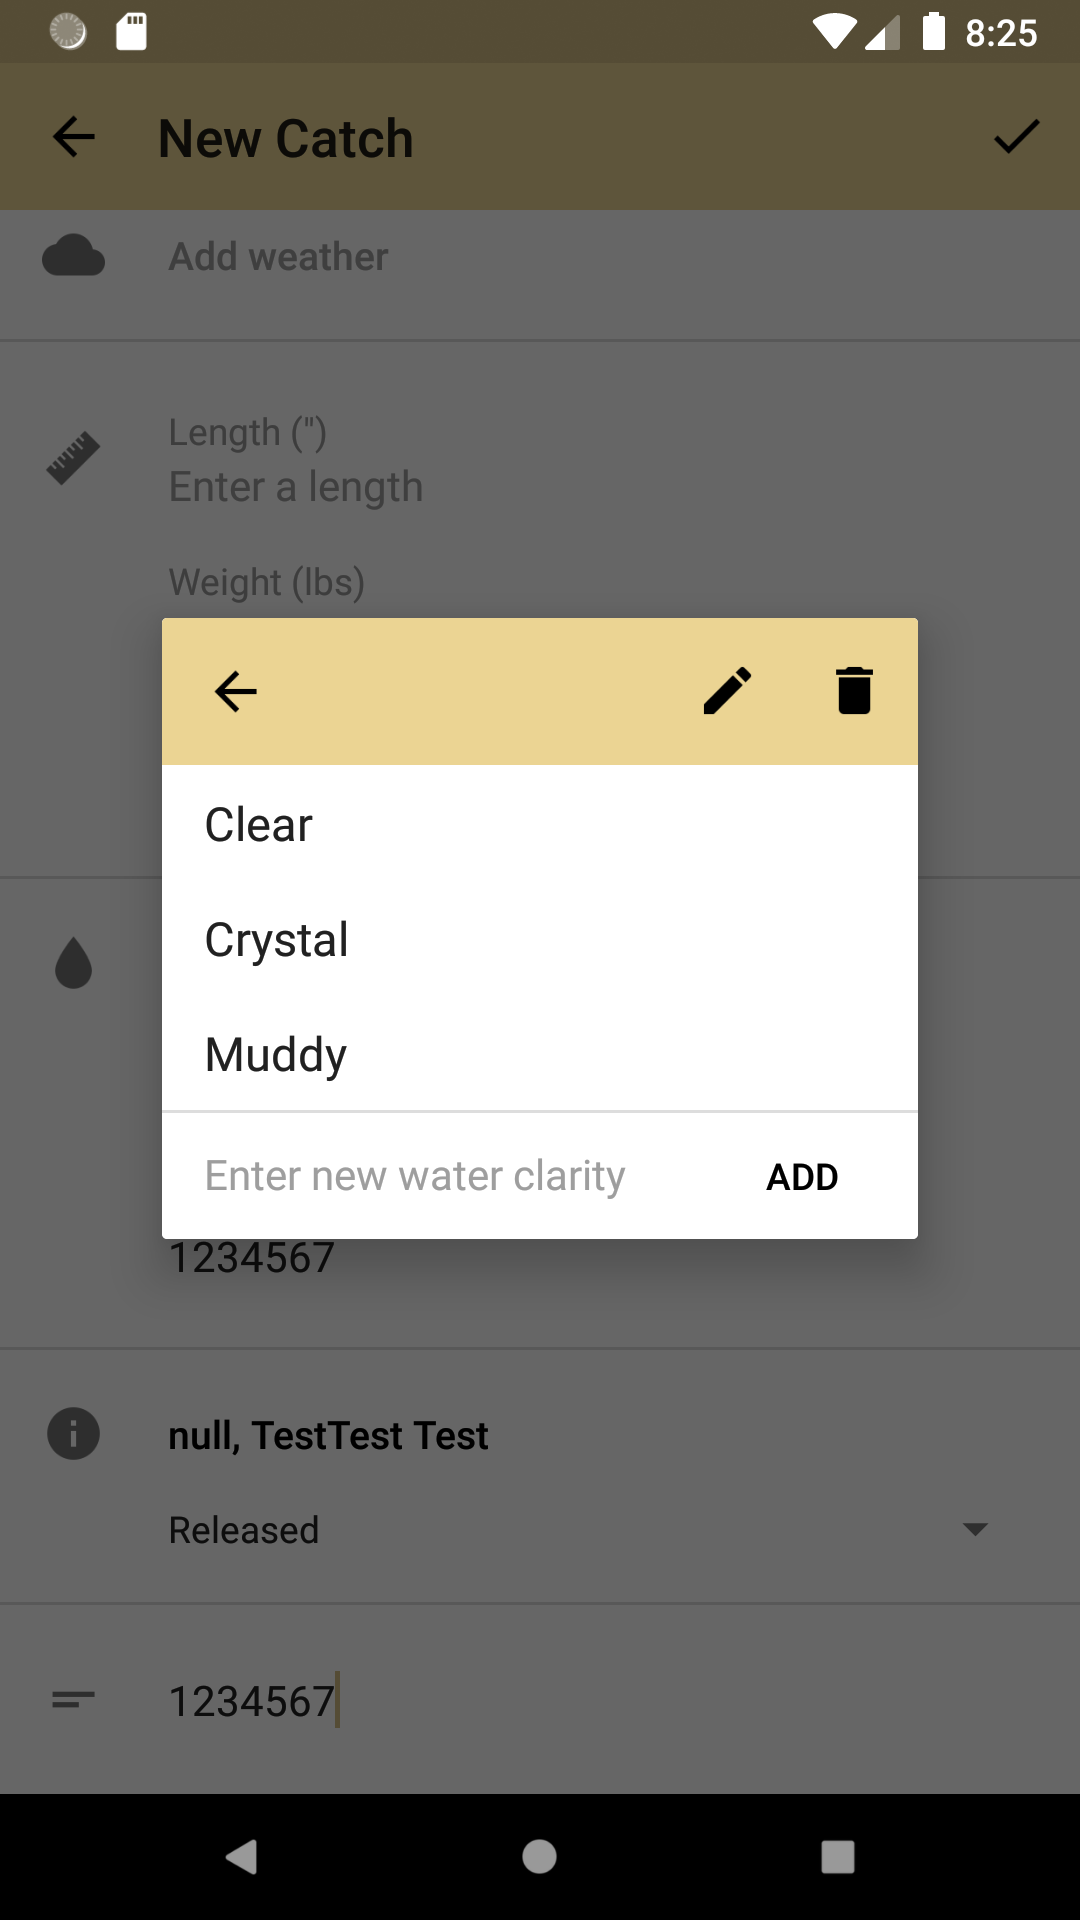 8:25
New Catch
Add weather
Length (")
Enter a length
Weight (lbs)
Clear
Crystal
Muddy
Enter new water clarity ADD
1234567
null, TestTest Test
Released
1234567